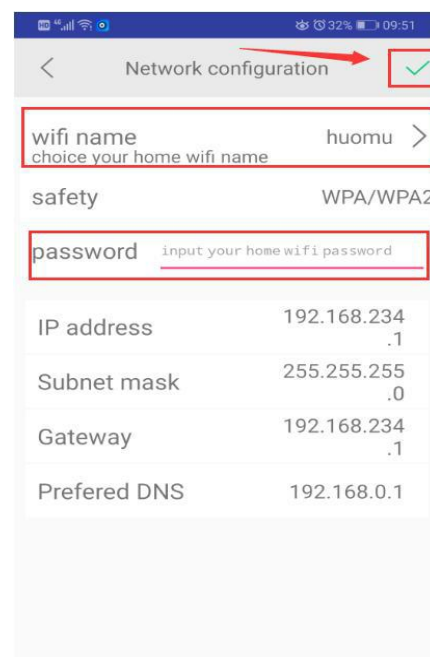 HD 46 32% 09:51
Network configuration
wifi name huomu
choice your home wifi name
safety WPA/WPA2
password input your home wifi password
IP address 192.168.234
.1
Subnet mask 255.255.255
.0
Gateway 192.168.234
.1
Prefered DNS 192.168.0.1